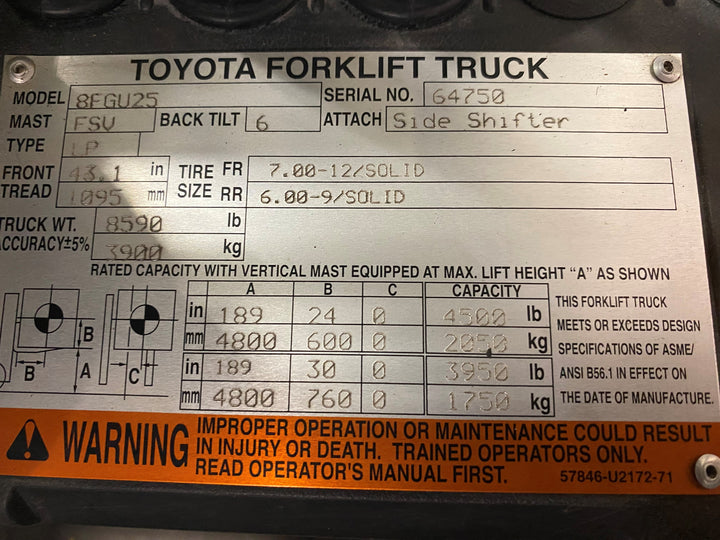 TOYOTA FORKLIFT TRUCK
MODEL 8FGU25 SERIAL NO. 64750
MAST FSV BACK TILT 6 ATTACH Side Shifter
TYPE LP
FRONT TREAD 43.1 in TIRE SIZE FR 7.00-12/SOLID
1095 mm RR 6.00-9/SOLID
TRUCK WT. 8590 lb
ACCURACY±5% 3900 kg
RATED CAPACITY WITH VERTICAL MAST EQUIPPED AT MAX. LIFT HEIGHT "A" AS SHOWN
A B C CAPACITY
in 189 24 0 4500 lb
mm 4800 600 0 2050 kg
in 189 30 0 3950 lb
mm 4800 760 0 1750 kg
B
B A C
THIS FORKLIFT TRUCK
MEETS OR EXCEEDS DESIGN
SPECIFICATIONS OF ASME/
ANSI B56.1 IN EFFECT ON
THE DATE OF MANUFACTURE.
WARNING
IMPROPER OPERATION OR MAINTENANCE COULD RESULT
IN INJURY OR DEATH. TRAINED OPERATORS ONLY.
READ OPERATOR'S MANUAL FIRST.
57846-U2172-71